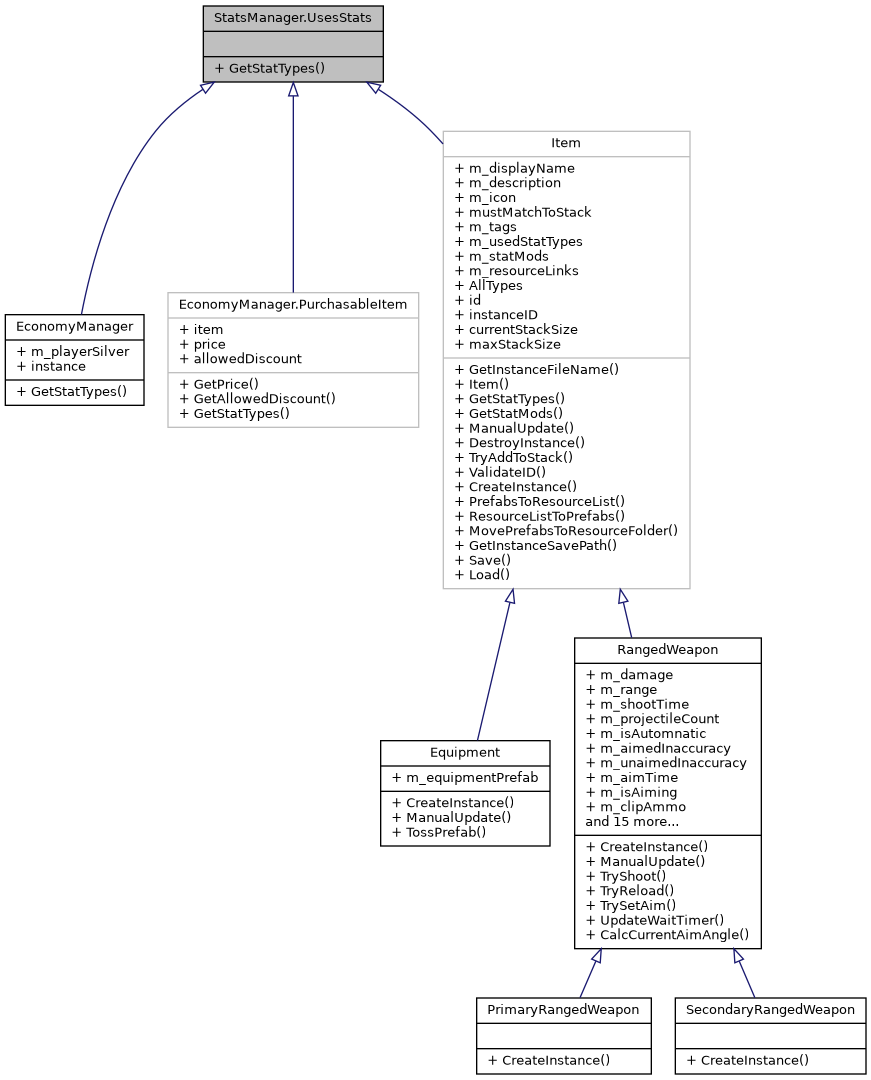 StatsManager.UsesStats
+ GetStatTypes()
EconomyManager
+ m_playerSilver
+ instance
+ GetStatTypes()
EconomyManager.PurchasableItem
+ item
+ price
+ allowedDiscount
+ GetPrice()
+ GetAllowedDiscount()
+ GetStatTypes()
Item
+ m_displayName
+ m_description
+ m_icon
+ mustMatchToStack
+ m_tags
+ m_usedStatTypes
+ m_statMods
+ m_resourceLinks
+ AllTypes
+ id
+ instanceID
+ currentStackSize
+ maxStackSize
+ GetInstanceFileName()
+ Item()
+ GetStatTypes()
+ GetStatMods()
+ ManualUpdate()
+ DestroyInstance()
+ TryAddToStack()
+ ValidateID()
+ CreateInstance()
+ PrefabsToResourceList()
+ ResourceListToPrefabs()
+ MovePrefabsToResourceFolder()
+ GetInstanceSavePath()
+ Save()
+ Load()
Equipment
+ m_equipmentPrefab
+ CreateInstance()
+ ManualUpdate()
+ TossPrefab()
RangedWeapon
+ m_damage
+ m_range
+ m_shootTime
+ m_projectileCount
+ m_isAutomnatic
+ m_aimedInaccuracy
+ m_unaimedInaccuracy
+ m_aimTime
+ m_isAiming
+ m_clipAmmo
and 15 more...
+ CreateInstance()
+ ManualUpdate()
+ TryShoot()
+ TryReload()
+ TrySetAim()
+ UpdateWaitTimer()
+ CalcCurrentAimAngle()
PrimaryRangedWeapon
+ CreateInstance()
SecondaryRangedWeapon
+ CreateInstance()